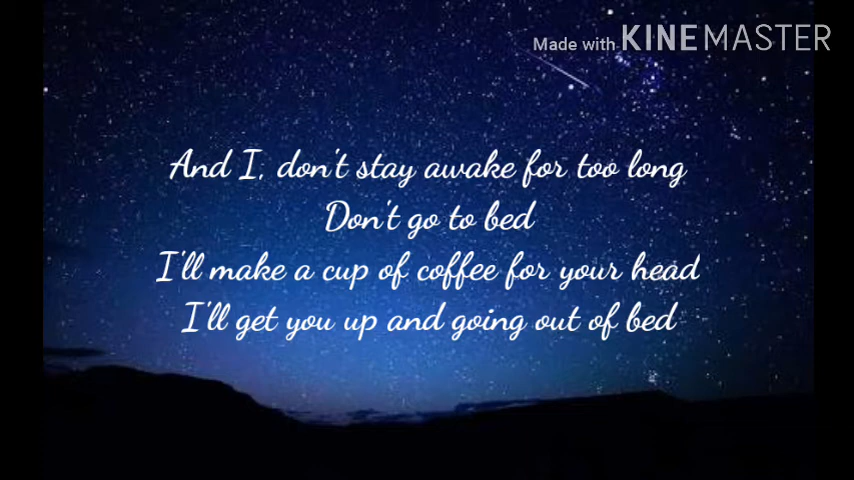 Made with KINEMASTER
And I, don't stay awake for too long
Don't go to bed
I'll make a cup of coffee for your head
I'll get you up and going out of bed